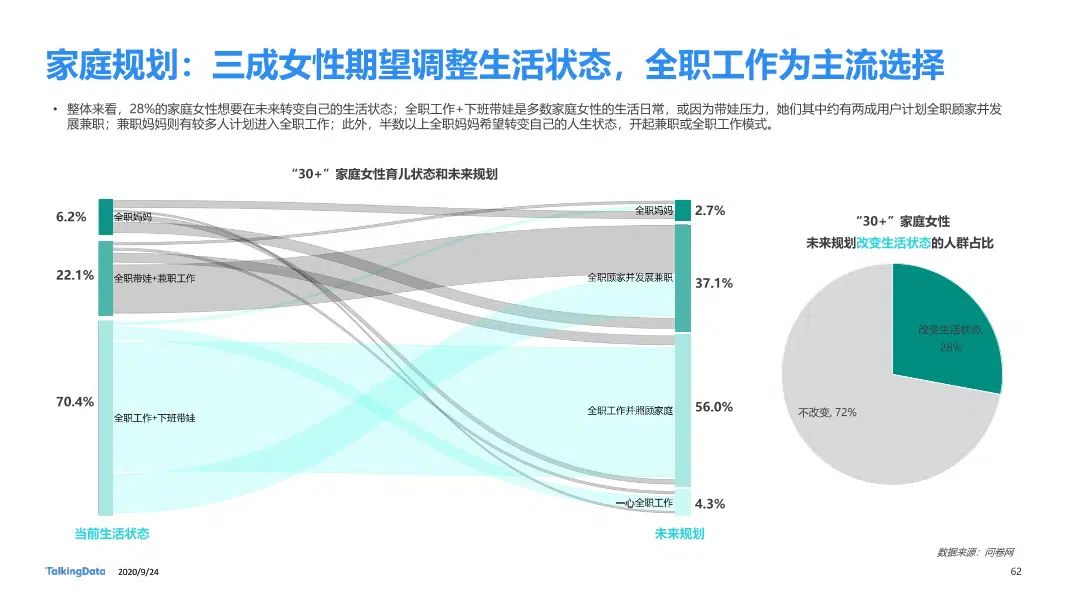 家庭规划：三成女性期望调整生活状态，全职工作为主流选择
• 整体来看，28%的家庭女性想要在未来转变自己的生活状态；全职工作+下班带娃是多数家庭女性的生活日常，或因为带娃压力，她们其中约有两成用户计划全职顾家并发
展兼职；兼职妈妈则有较多人计划进入全职工作；此外，半数以上全职妈妈希望转变自己的人生状态，开起兼职或全职工作模式。
“30+”家庭女性育儿状态和未来规划
6.2%
全职妈妈
22.1%
全职带娃+兼职工作
70.4%
全职工作+下班带娃
当前生活状态
全职妈妈
2.7%
全职顾家并发展兼职
37.1%
全职工作并照顾家庭
56.0%
一心全职工作
4.3%
未来规划
“30+”家庭女性
未来规划改变生活状态的人群占比
改变生活状态,
28%
不改变, 72%
数据来源：问卷网
TalkingData
2020/9/24
62